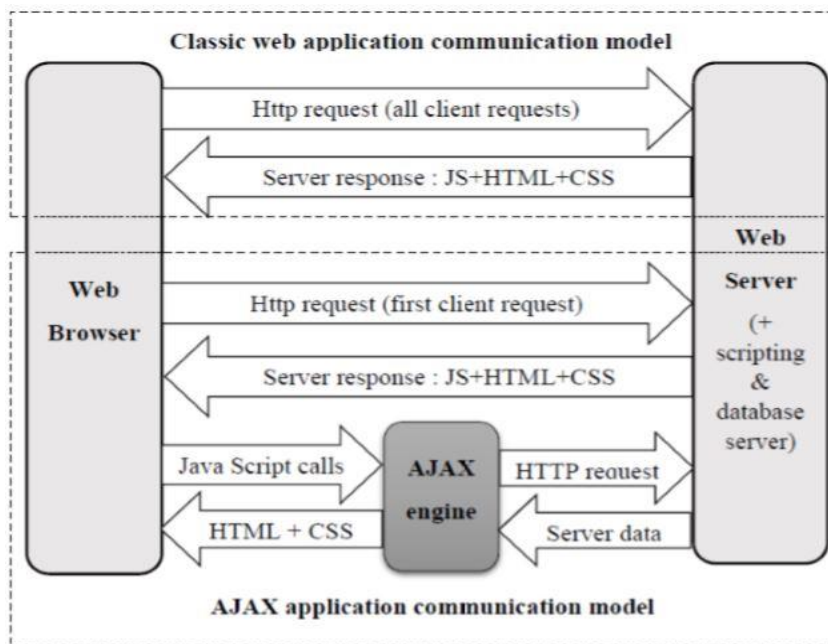 Classic web application communication model
Http request (all client requests)
Server response : JS+HTML+CSS
Web
Browser
Web
Server
(+
scripting
&
database
server)
Http request (first client request)
Server response : JS+HTML+CSS
Java Script calls
AJAX
engine
HTTP request
HTML + CSS
Server data
AJAX application communication model